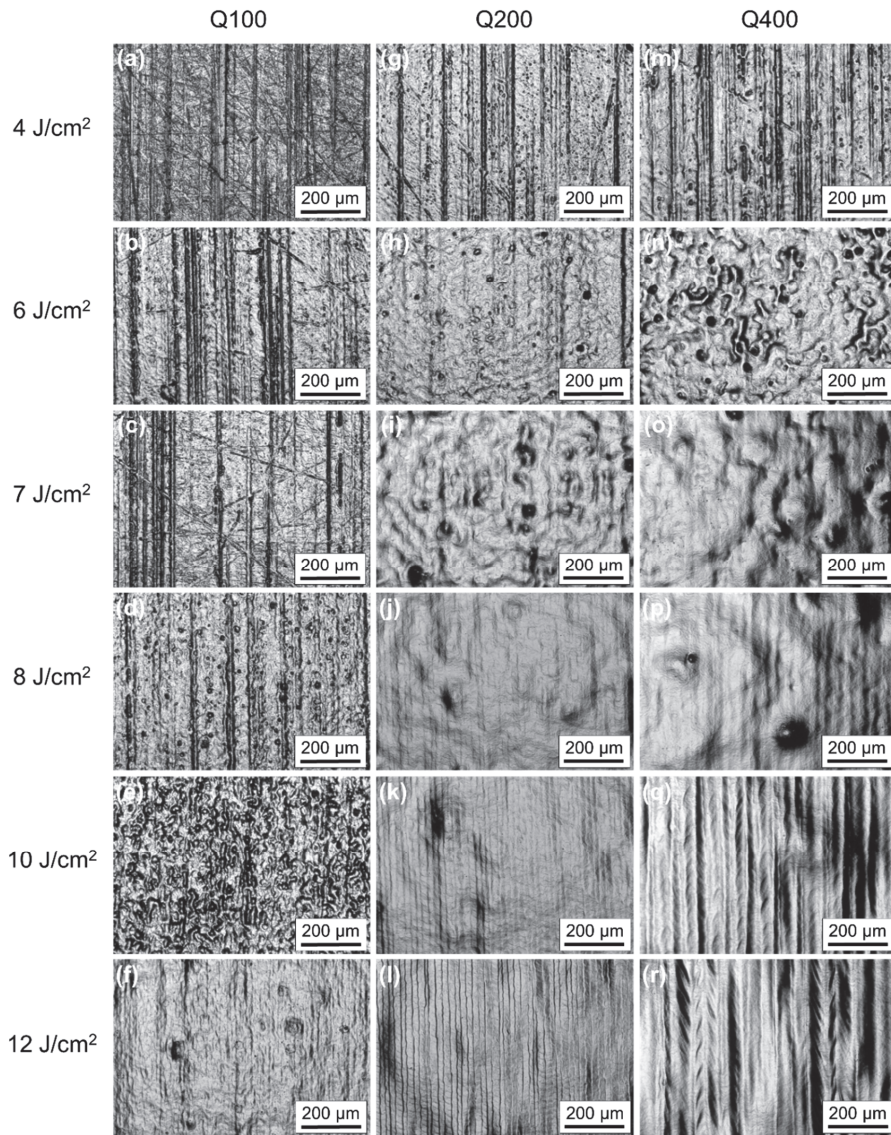 Q100 Q200 Q400
4 J/cm²
(a) (g) (m)
200 µm 200 µm 200 µm
6 J/cm²
(b) (h) (n)
200 µm 200 µm 200 µm
7 J/cm²
(c) (i) (o)
200 µm 200 µm 200 µm
8 J/cm²
(d) (j) (p)
200 µm 200 µm 200 µm
10 J/cm²
(e) (k) (q)
200 µm 200 µm 200 µm
12 J/cm²
(f) (l) (r)
200 µm 200 µm 200 µm